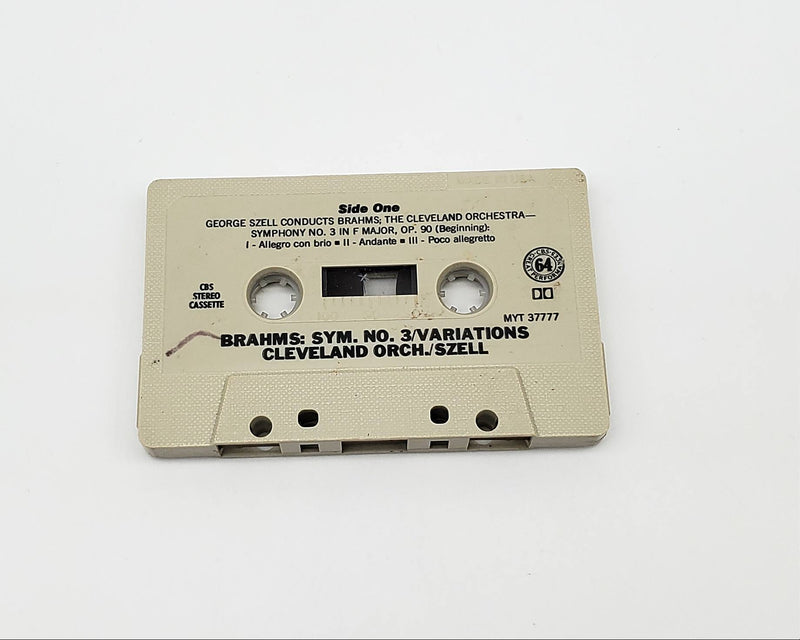 Side One
GEORGE SZELL CONDUCTS BRAHMS; THE CLEVELAND ORCHESTRA—
SYMPHONY NO. 3 IN F MAJOR, OP. 90 (Beginning):
I - Allegro con brio ■ II - Andante ■ III - Poco allegretto
CBS
STEREO
CASSETTE
64
MYT 37777
BRAHMS: SYM. NO. 3/VARIATIONS
CLEVELAND ORCH./SZELL